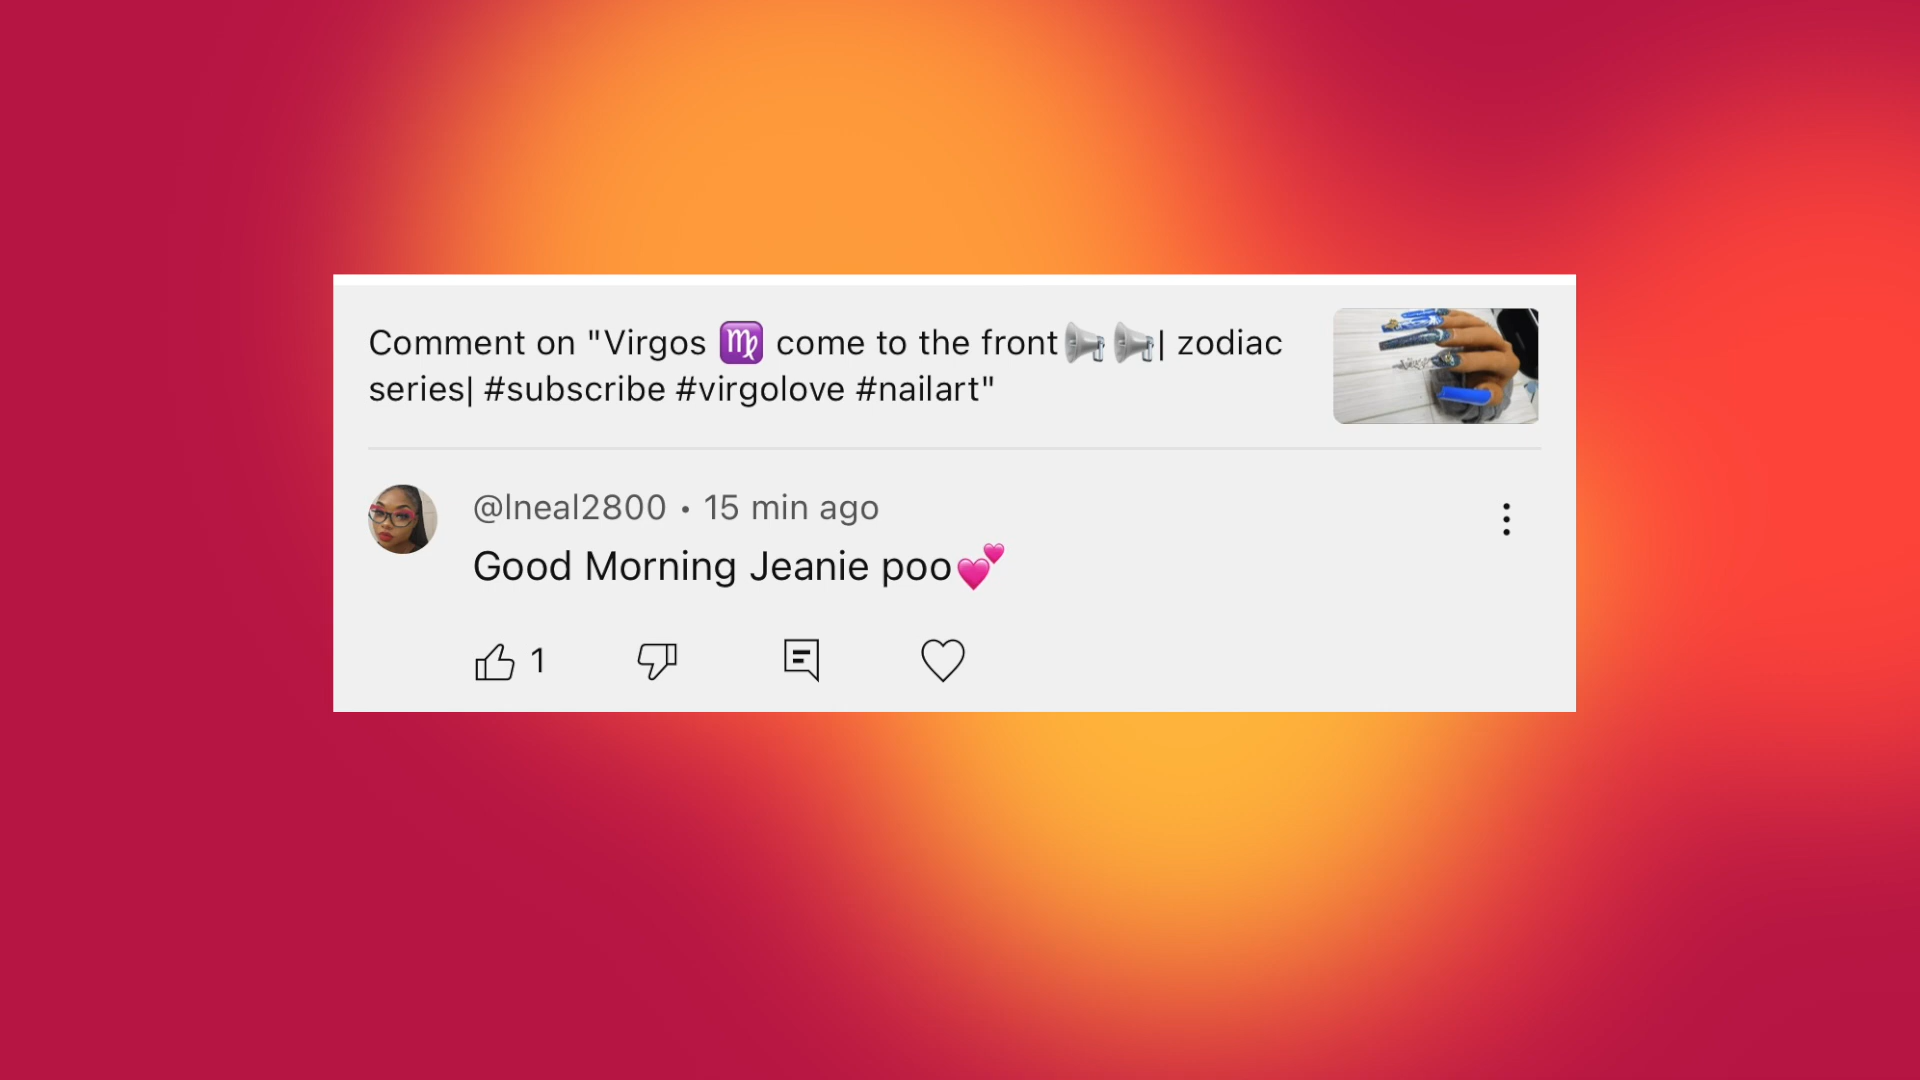 Comment on "Virgos ♍ come to the front📢📢| zodiac
series| #subscribe #virgolove #nailart"
@lneal2800 • 15 min ago
Good Morning Jeanie poo💕
1